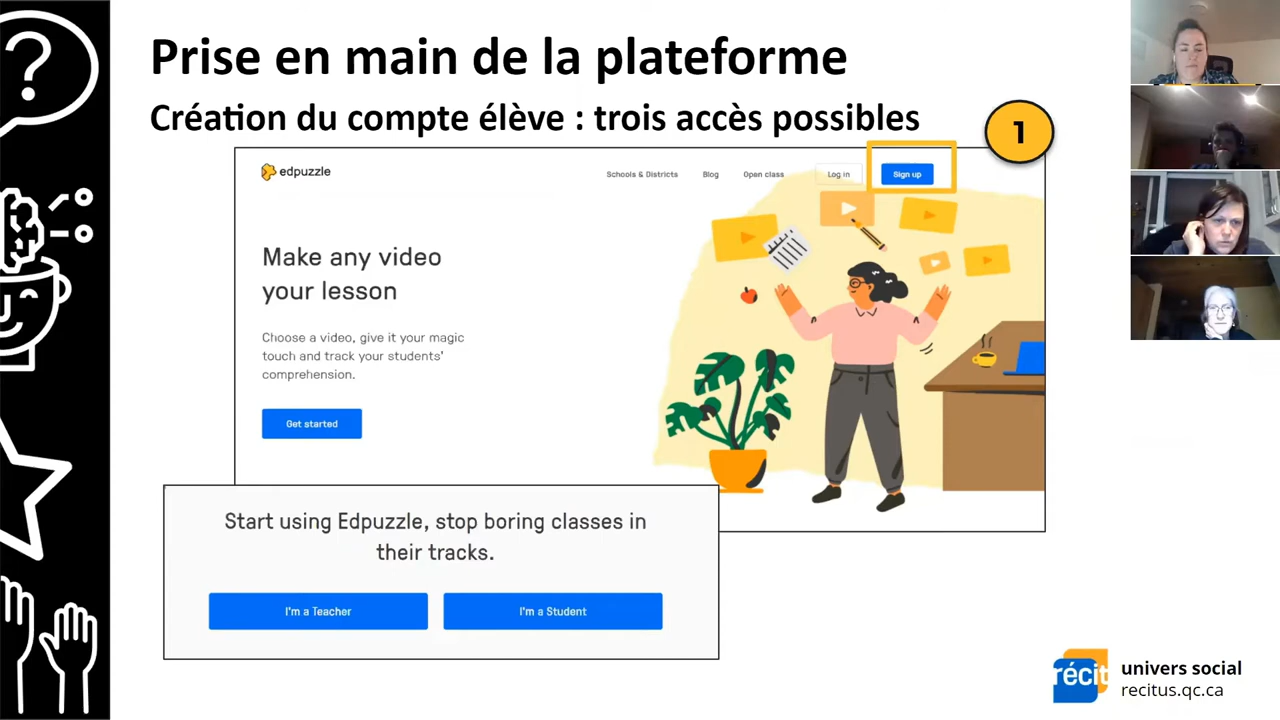 Prise en main de la plateforme
Création du compte élève : trois accès possibles
1
edpuzzle
Schools & Districts
Blog
Open class
Log in
Sign up
Make any video
your lesson
Choose a video, give it your magic
touch and track your students'
comprehension.
Get started
Start using Edpuzzle, stop boring classes in
their tracks.
I'm a Teacher
I'm a Student
récit
univers social
recitus.qc.ca